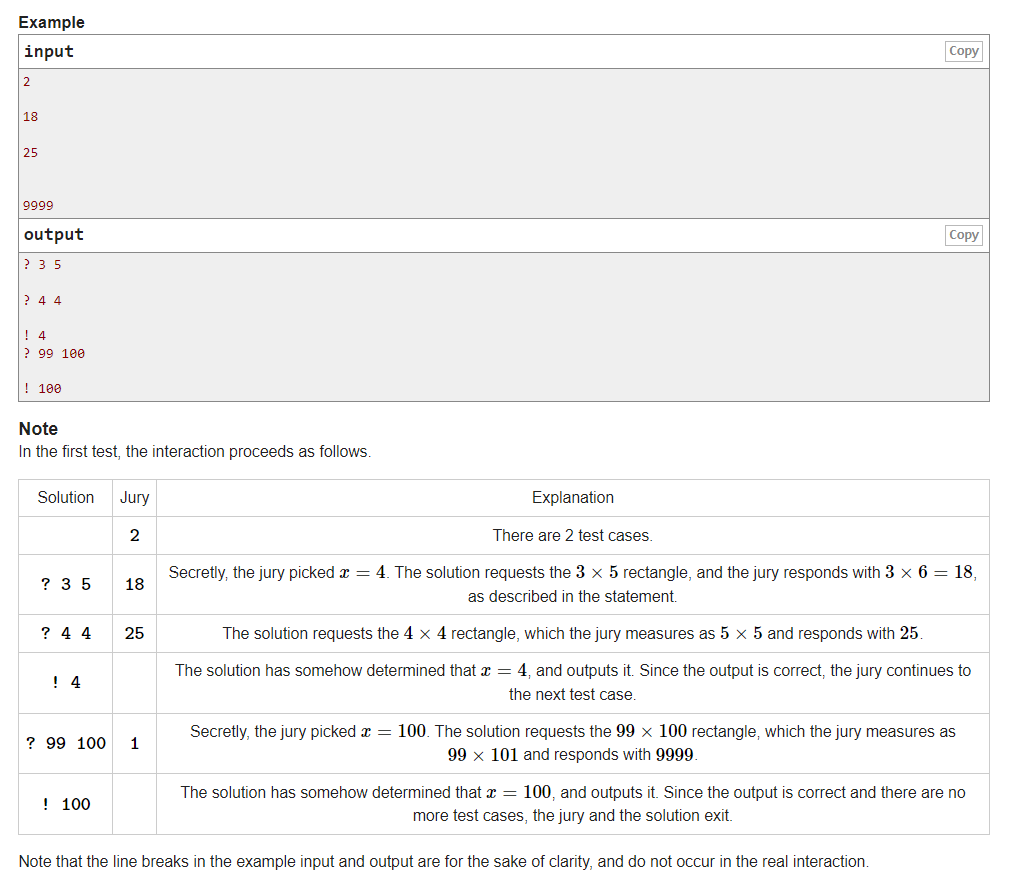 Example
input
Copy
2
18
25
9999
output
Copy
? 3 5
? 4 4
! 4
? 99 100
! 100
Note
In the first test, the interaction proceeds as follows.
Solution Jury Explanation
2 There are 2 test cases.
? 3 5 18 Secretly, the jury picked x = 4. The solution requests the 3 × 5 rectangle, and the jury responds with 3 × 6 = 18,
as described in the statement.
? 4 4 25 The solution requests the 4 × 4 rectangle, which the jury measures as 5 × 5 and responds with 25.
! 4 The solution has somehow determined that x = 4, and outputs it. Since the output is correct, the jury continues to
the next test case.
? 99 100 1 Secretly, the jury picked x = 100. The solution requests the 99 × 100 rectangle, which the jury measures as
99 × 101 and responds with 9999.
! 100 The solution has somehow determined that x = 100, and outputs it. Since the output is correct and there are no
more test cases, the jury and the solution exit.
Note that the line breaks in the example input and output are for the sake of clarity, and do not occur in the real interaction.